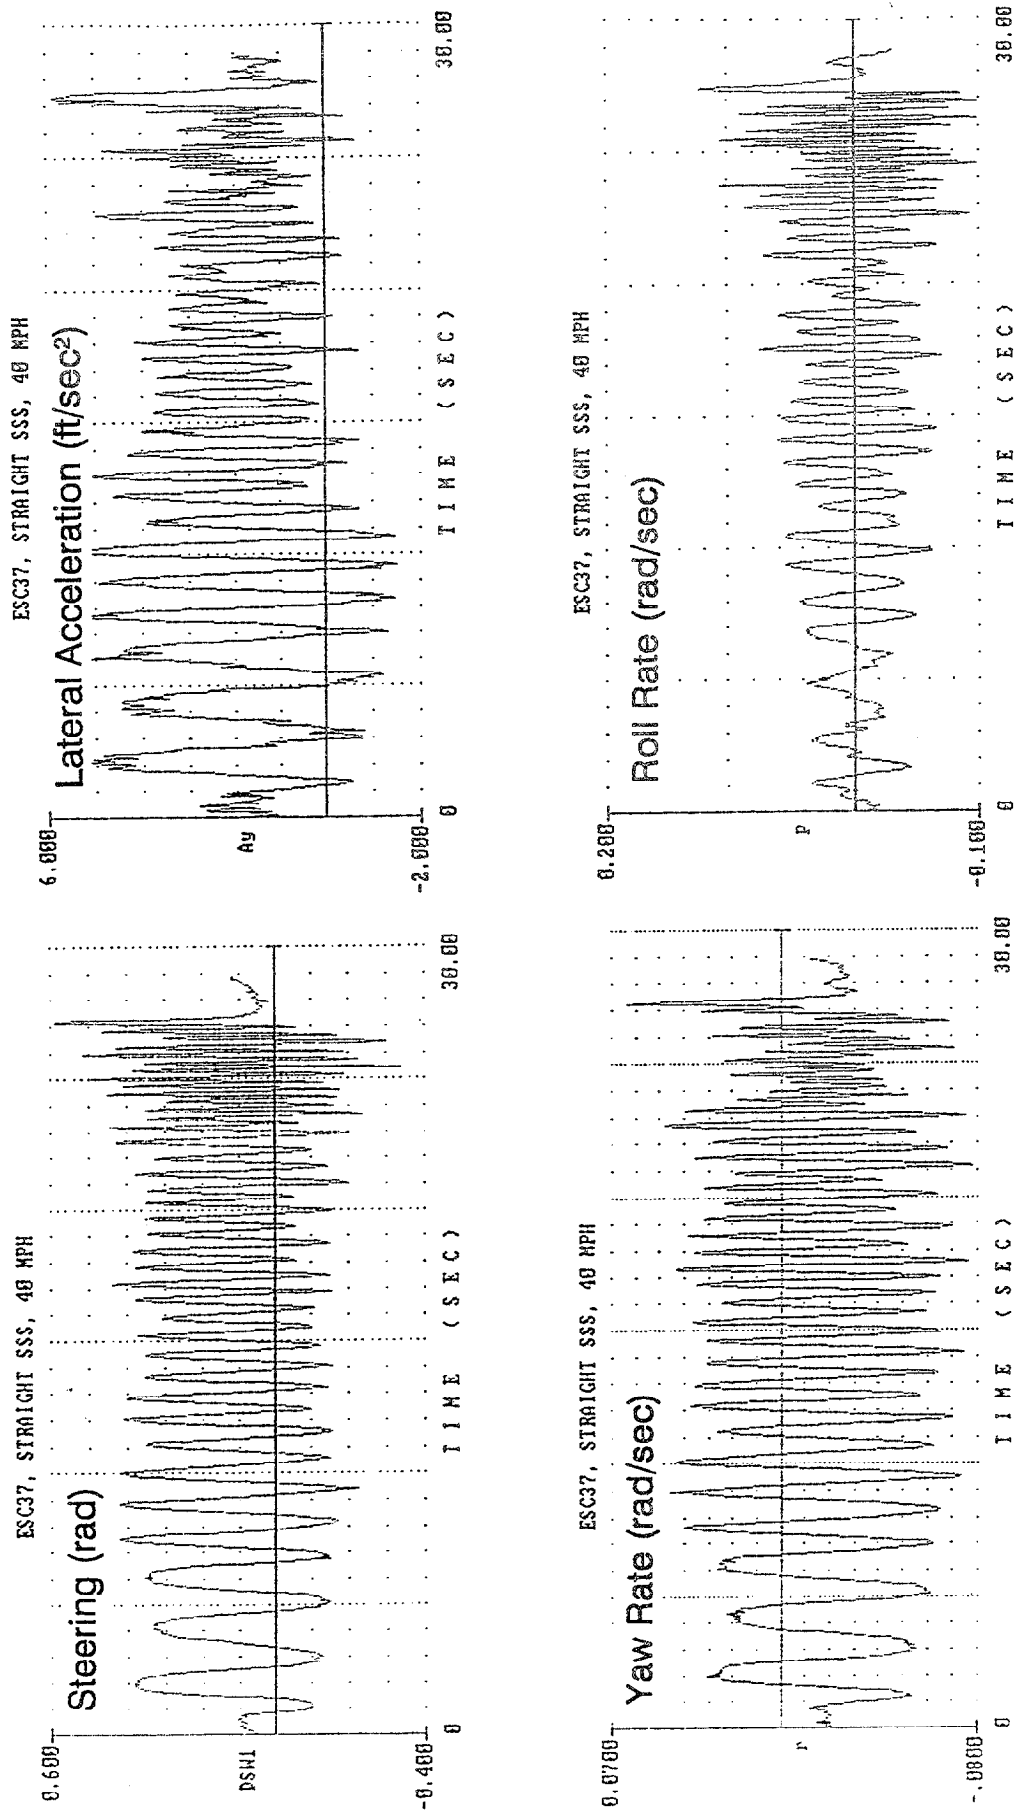 ESC37, STRAIGHT SSS, 40 MPH
Steering (rad)
0.600
DSW1
-0.400
0
30.00
TIME (SEC)
ESC37, STRAIGHT SSS, 40 MPH
Lateral Acceleration (ft/sec²)
6.000
Ay
-2.000
0
30.00
TIME (SEC)
ESC37, STRAIGHT SSS, 40 MPH
Yaw Rate (rad/sec)
0.0700
r
-.0800
0
30.00
TIME (SEC)
ESC37, STRAIGHT SSS, 40 MPH
Roll Rate (rad/sec)
0.200
p
-0.100
0
30.00
TIME (SEC)